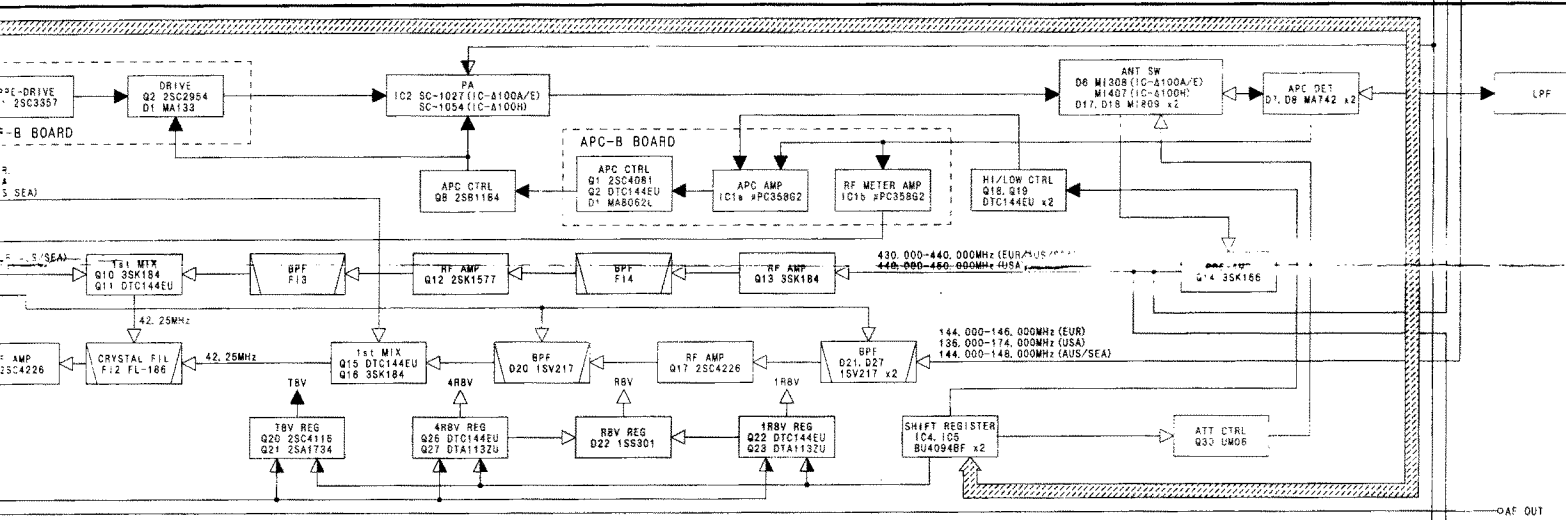 PRE-DRIVE
2SC3357
DRIVE
Q2 2SC2954
D1 MA133
-B BOARD
PA
IC2 SC-1027(IC-Δ100A/E)
SC-1054(IC-Δ100H)
ANT SW
D6 MI308(IC-Δ100A/E)
MI407(IC-Δ100H)
D17, D18 MI809 x2
APC DET
D7, D8 MA742 x2
LPF
APC-B BOARD
APC CTRL
Q8 2SB1184
APC CTRL
Q1 2SC4081
Q2 DTC144EU
D1 MA8062L
APC AMP
IC1a μPC358G2
RF METER AMP
IC1b μPC358G2
HI/LOW CTRL
Q18, Q19
DTC144EU x2
S SEA)
S/SEA)
1st MIX
Q10 3SK184
Q11 DTC144EU
BPF
FI3
RF AMP
Q12 2SK1577
BPF
FI4
RF AMP
Q13 3SK184
430.000-440.000MHz (EUR/AUS/
440.000-450.000MHz (USA)
Q14 3SK166
42.25MHz
F AMP
2SC4226
CRYSTAL FIL
FI2 FL-186
42.25MHz
1st MIX
Q15 DTC144EU
Q16 3SK184
BPF
D20 1SV217
RF AMP
Q17 2SC4226
BPF
D21, D27
1SV217 x2
144.000-146.000MHz (EUR)
136.000-174.000MHz (USA)
144.000-148.000MHz (AUS/SEA)
T8V
4R8V
R8V
1R8V
T8V REG
Q20 2SC4116
Q21 2SA1734
4R8V REG
Q26 DTC144EU
Q27 DTA113ZU
R8V REG
D22 1SS301
1R8V REG
Q22 DTC144EU
Q23 DTA113ZU
SHIFT REGISTER
IC4, IC5
BU4094BF x2
ATT CTRL
Q30 UMD6
AF OUT